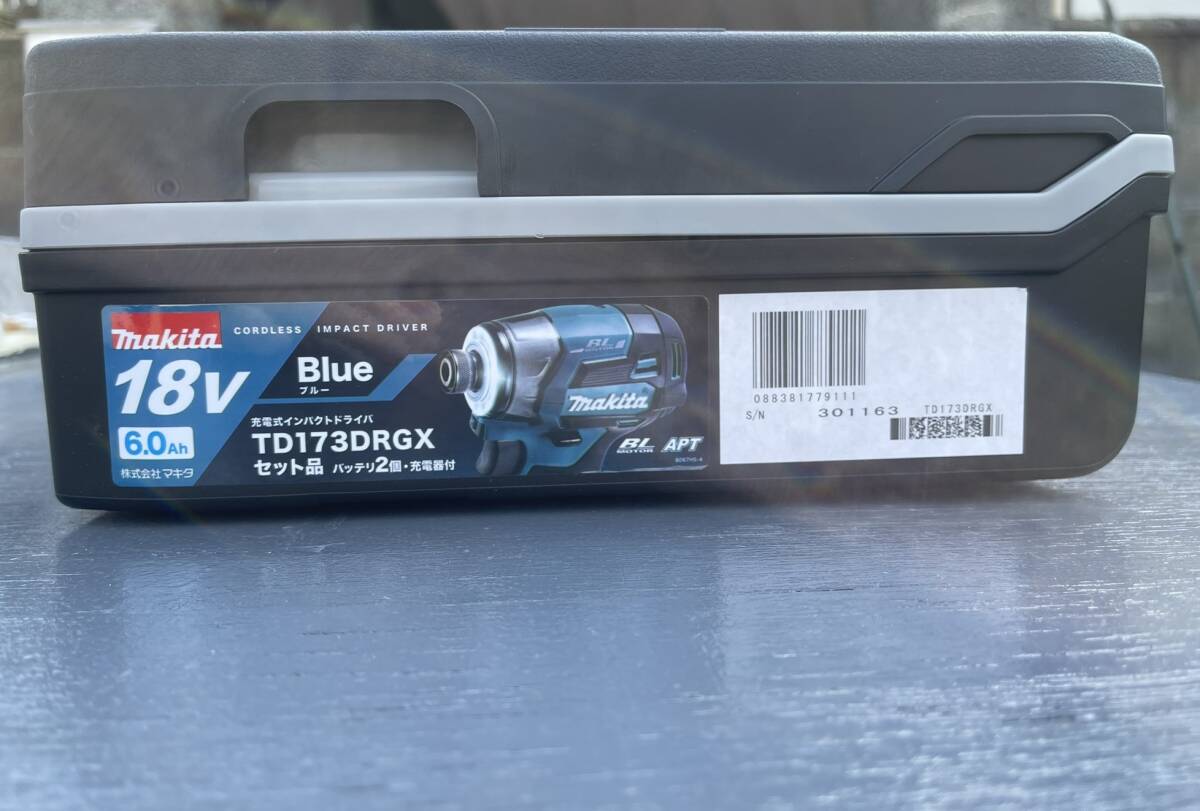 makita
CORDLESS IMPACT DRIVER
18V
Blue
ブルー
6.0Ah
充電式インパクトドライバ
TD173DRGX
セット品 バッテリ2個・充電器付
株式会社マキタ
BL
MOTOR
makita
BL
MOTOR
APT
088381779111
S/N 301163 TD173DRGX